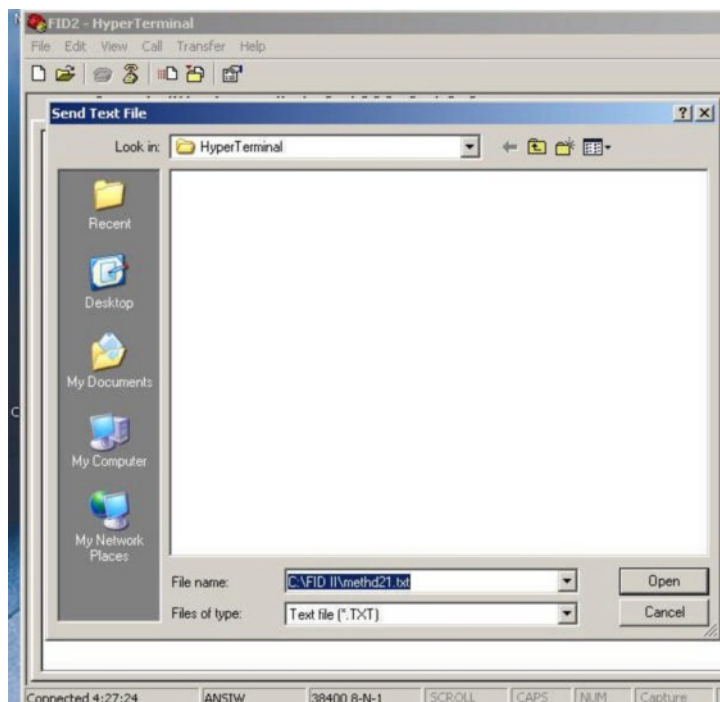 FID2 - HyperTerminal
File Edit View Call Transfer Help
Send Text File
Look in: HyperTerminal
Recent
Desktop
My Documents
My Computer
My Network
Places
File name: C:\FID II\methd21.txt Open
Files of type: Text file (*.TXT) Cancel
Connected 4:27:24 ANSIW 38400 8-N-1 SCROLL CAPS NUM Capture